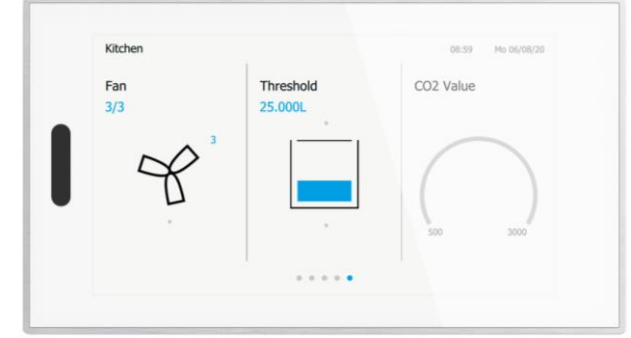 Kitchen
08:59 Mo 06/08/20
Fan
3/3
3
Threshold
25.000L
CO2 Value
500 3000